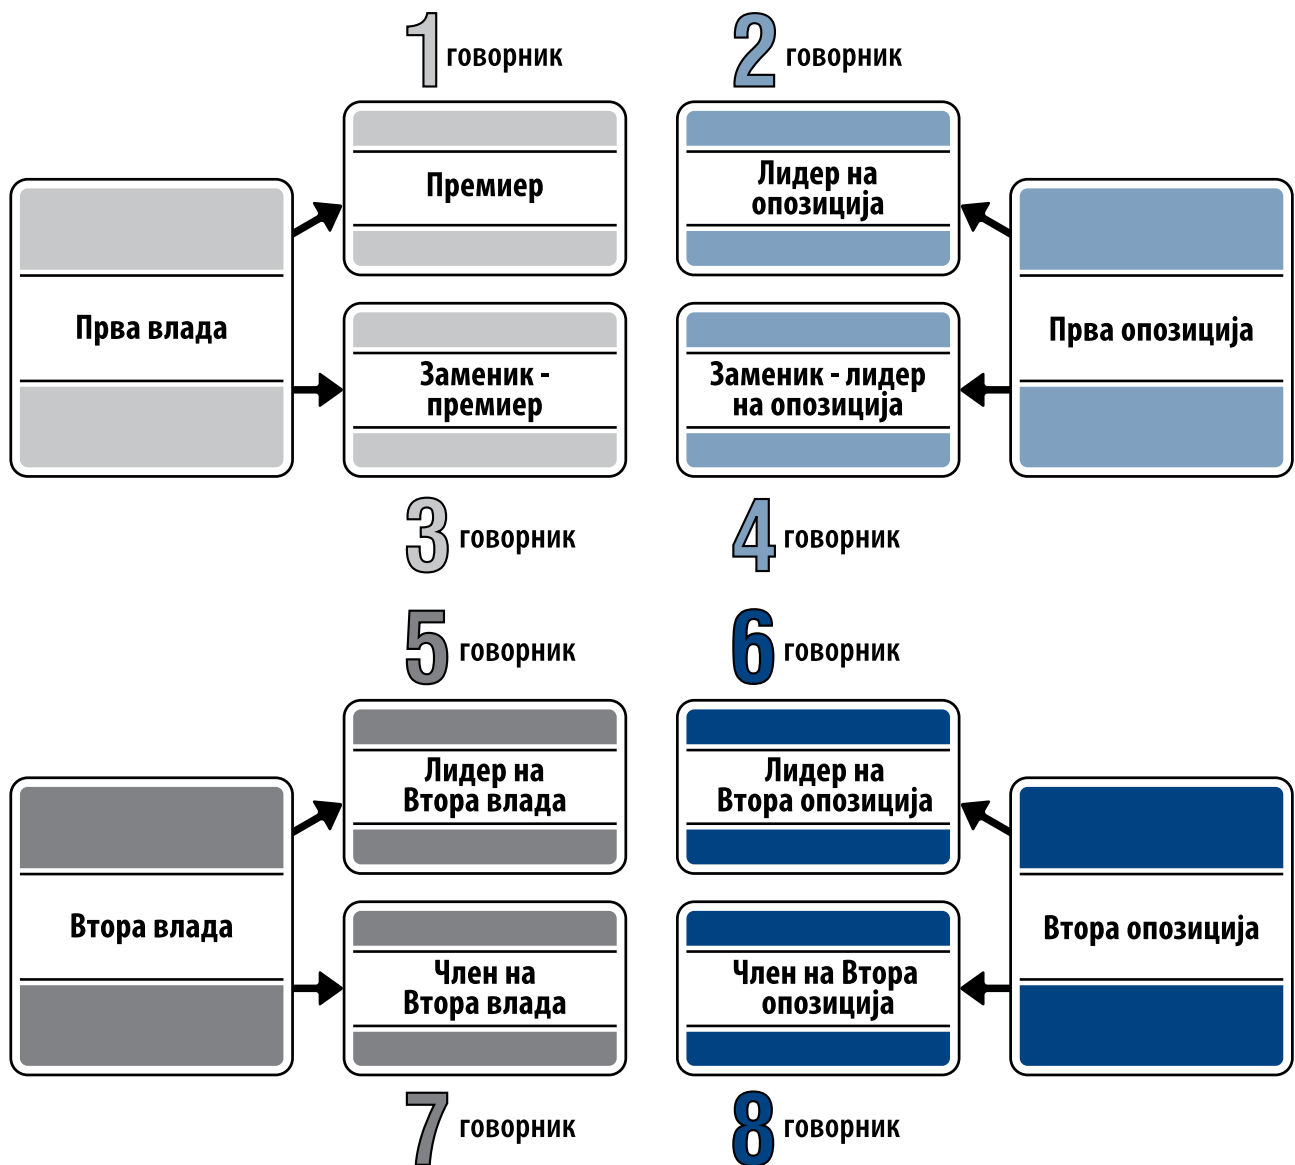 1 говорник
2 говорник
Премиер
Лидер на
опозиција
Прва влада
Прва опозиција
Заменик -
премиер
Заменик - лидер
на опозиција
3 говорник
4 говорник
5 говорник
6 говорник
Лидер на
Втора влада
Лидер на
Втора опозиција
Втора влада
Втора опозиција
Член на
Втора влада
Член на Втора
опозиција
7 говорник
8 говорник